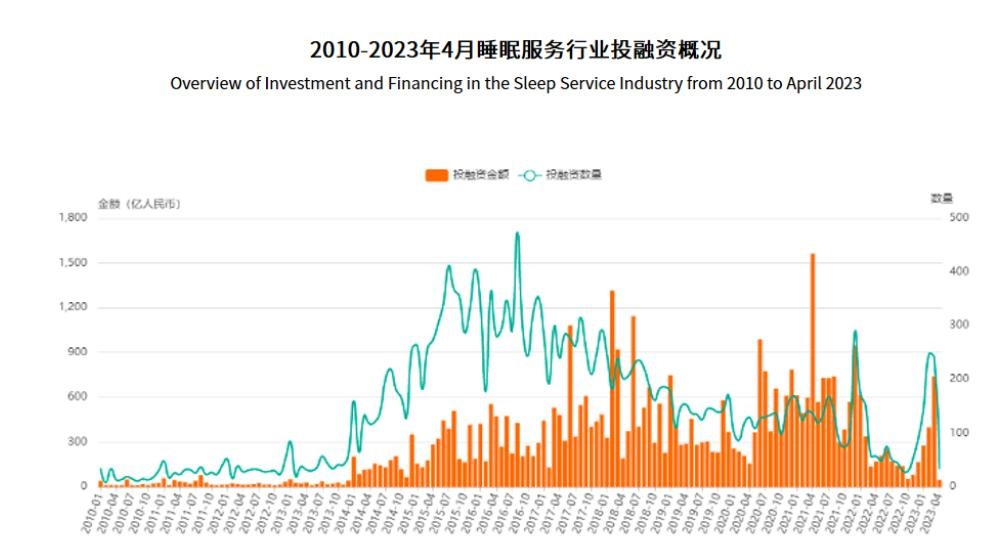 2010-2023年4月睡眠服务行业投融资概况
Overview of Investment and Financing in the Sleep Service Industry from 2010 to April 2023
投融资金额 投融资数量
金额（亿人民币） 数量
1,800 500
1,500 400
1,200 300
900 200
600 100
300
0 0
2010-01 2010-04 2010-07 2010-10 2011-01 2011-04 2011-07 2011-10 2012-01 2012-04 2012-07 2012-10 2013-01 2013-04 2013-07 2013-10 2014-01 2014-04 2014-07 2014-10 2015-01 2015-04 2015-07 2015-10 2016-01 2016-04 2016-07 2016-10 2017-01 2017-04 2017-07 2017-10 2018-01 2018-04 2018-07 2018-10 2019-01 2019-04 2019-07 2019-10 2020-01 2020-04 2020-07 2020-10 2021-01 2021-04 2021-07 2021-10 2022-01 2022-04 2022-07 2022-10 2023-01 2023-04